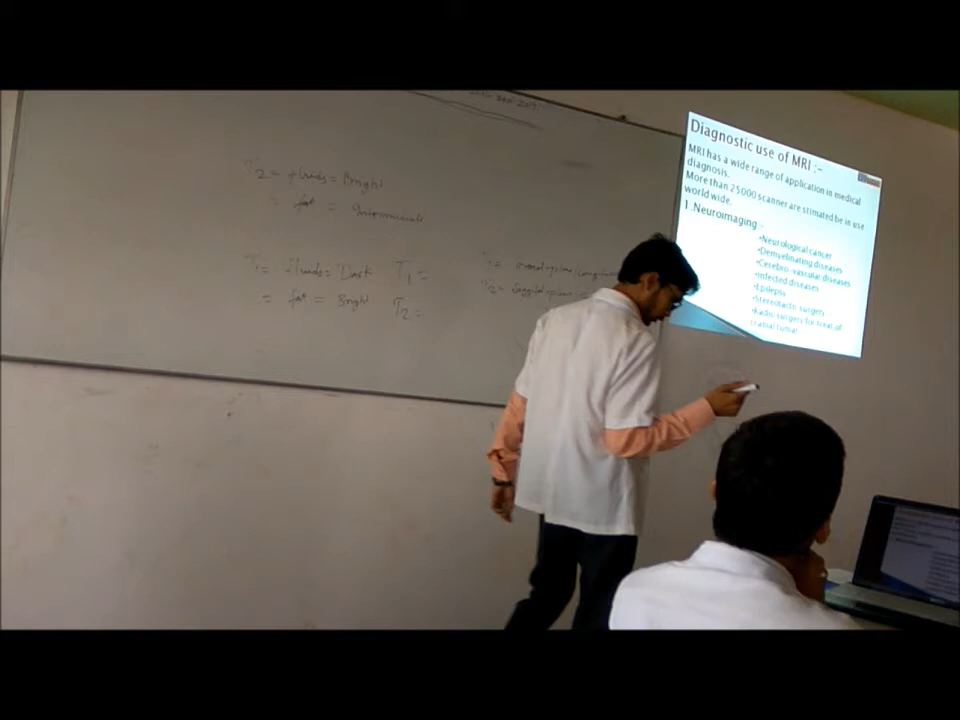 T2 = fluids = Bright
= fat = Intermediate
T1 = fluids = Dark T1 =
= fat = Bright T2 =
T1 =
T2 =
Diagnostic use of MRI :-
MRI has a wide range of application in medical
diagnosis.
More than 25000 scanner are stimated be in use
world wide.
1.Neuroimaging:-
•Neurological cancer
•Demyelinating diseases
•Cerebro-vascular diseases
•Infected diseases
•Epilepsy
•Stereotactic surgery
•Radio surgery for treat. of